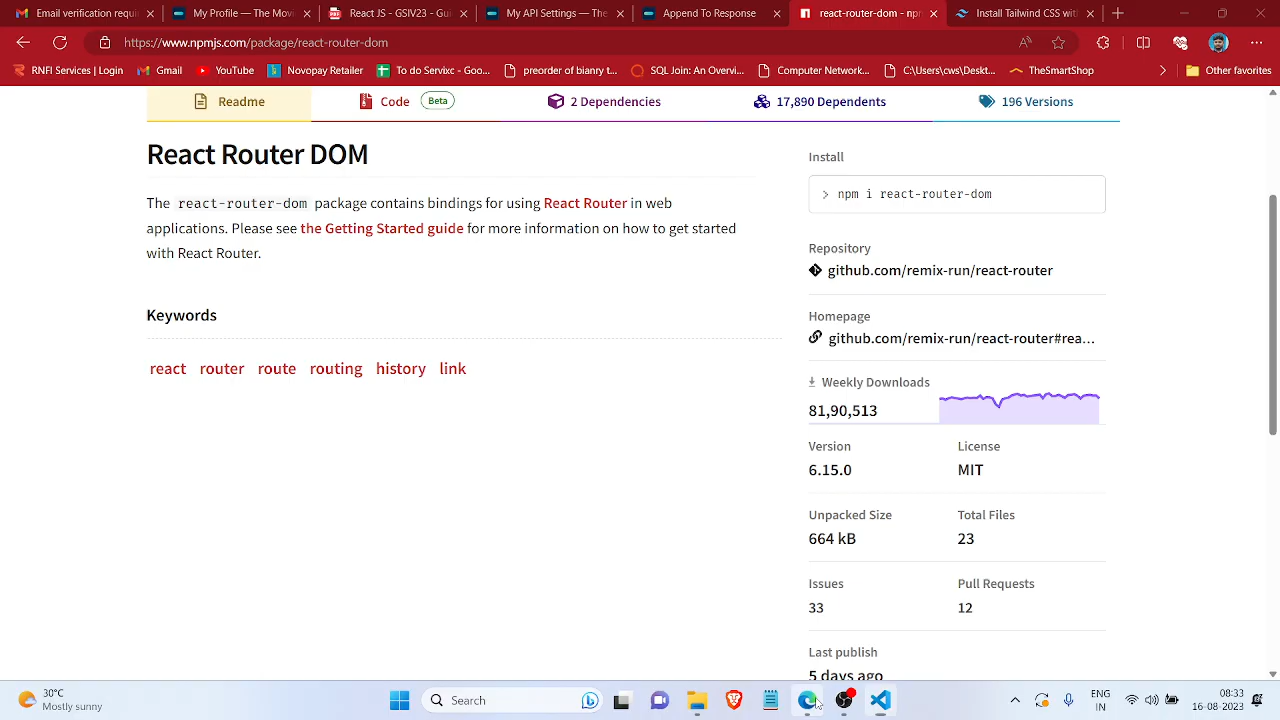 Email verification requi
My Profile — The Movi
React JS - GSIV23 - Gui
My API Settings — The
Append To Response
react-router-dom - npm
Install Tailwind CSS with
https://www.npmjs.com/package/react-router-dom
RNFI Services | Login
Gmail
YouTube
Novopay Retailer
To do Servixc - Goo...
preorder of bianry t...
SQL Join: An Overvi...
Computer Network...
C:\Users\cws\Deskt...
TheSmartShop
Other favorites
Readme
Code Beta
2 Dependencies
17,890 Dependents
196 Versions
React Router DOM
The react-router-dom package contains bindings for using React Router in web
applications. Please see the Getting Started guide for more information on how to get started
with React Router.
Keywords
react router route routing history link
Install
> npm i react-router-dom
Repository
github.com/remix-run/react-router
Homepage
github.com/remix-run/react-router#rea...
Weekly Downloads
81,90,513
Version License
6.15.0 MIT
Unpacked Size Total Files
664 kB 23
Issues Pull Requests
33 12
Last publish
5 days ago
30°C
Mostly sunny
Search
ENG
IN
08:33
16-08-2023